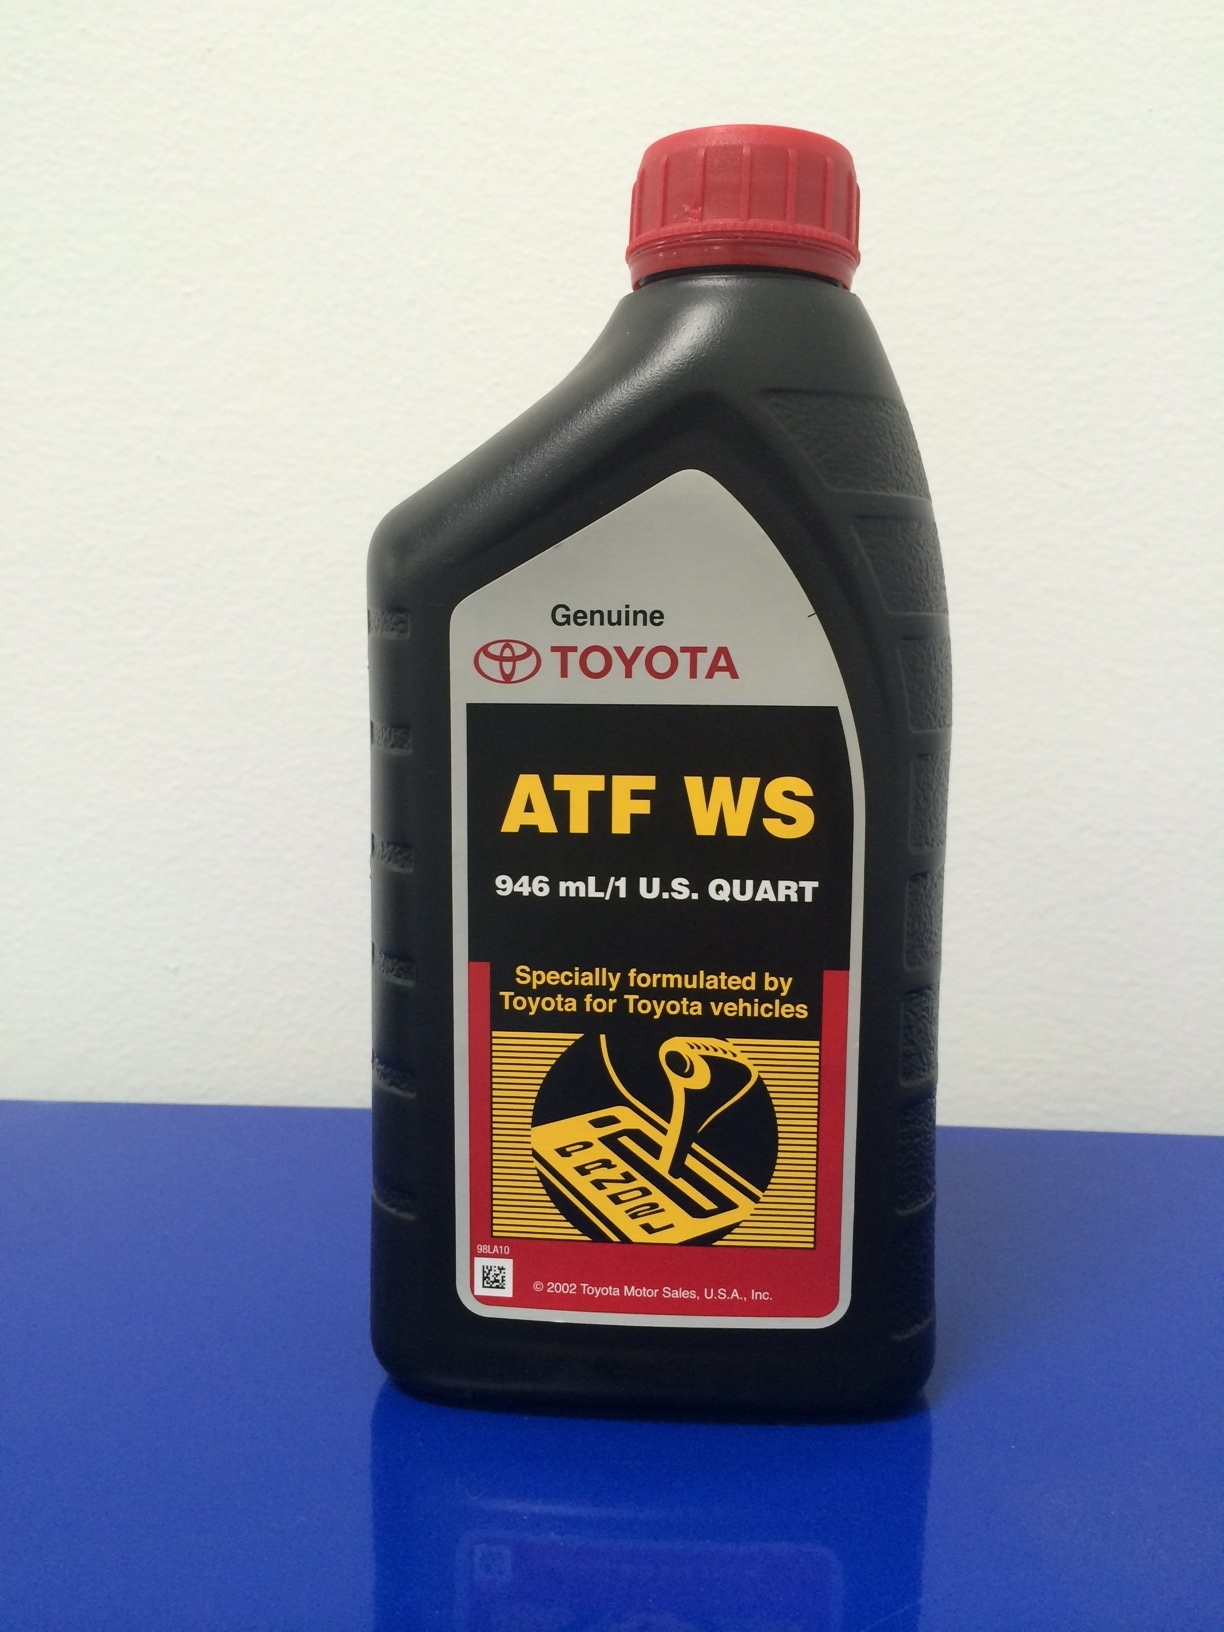 Genuine
TOYOTA
ATF WS
946 mL/1 U.S. QUART
Specially formulated by
Toyota for Toyota vehicles
P R N D 2 L
98LA10
© 2002 Toyota Motor Sales, U.S.A., Inc.